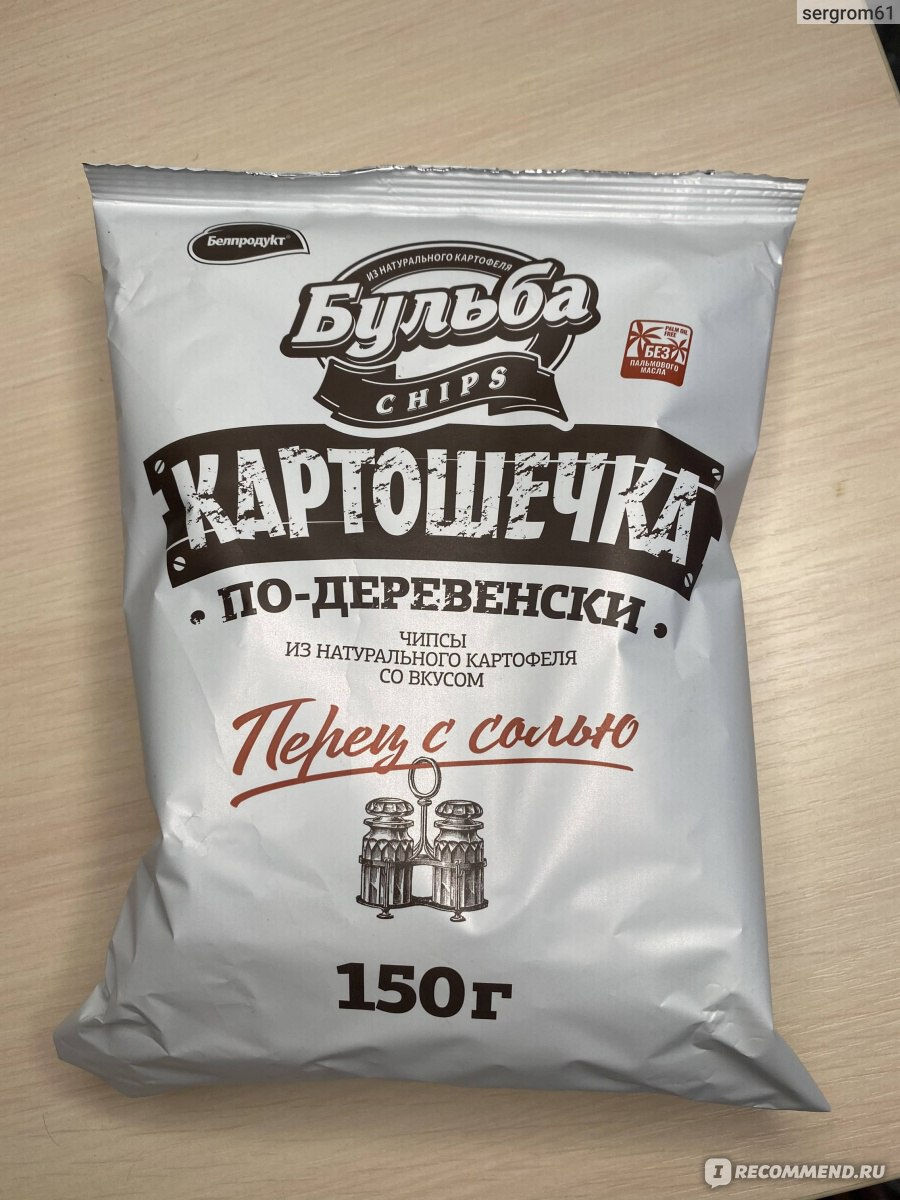 sergrom61
Белпродукт®
ИЗ НАТУРАЛЬНОГО КАРТОФЕЛЯ
Бульба
CHIPS
PALM OIL
FREE
БЕЗ
ПАЛЬМОВОГО
МАСЛА
КАРТОШЕЧКА
• ПО-ДЕРЕВЕНСКИ •
ЧИПСЫ
ИЗ НАТУРАЛЬНОГО КАРТОФЕЛЯ
СО ВКУСОМ
Перец с солью
150г
IRECOMMEND.RU